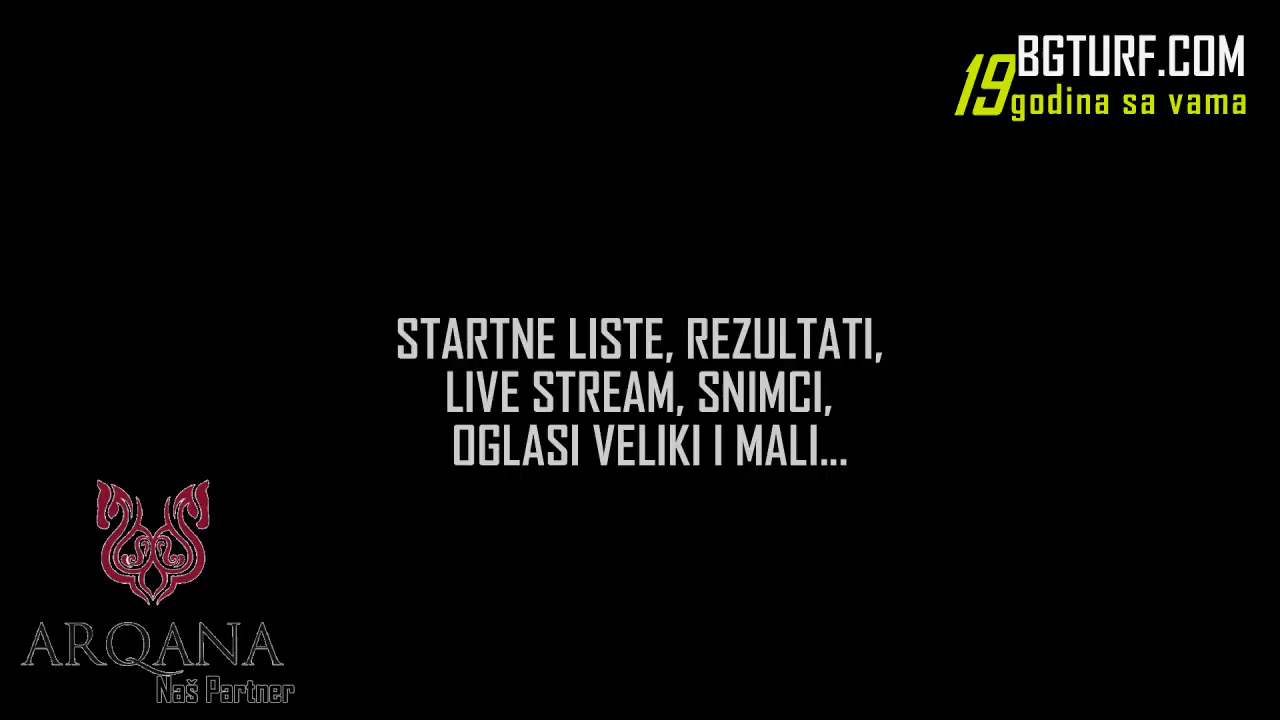 BGTURF.COM
19 godina sa vama
STARTNE LISTE, REZULTATI,
LIVE STREAM, SNIMCI,
OGLASI VELIKI I MALI...
ARQANA
Naš Partner